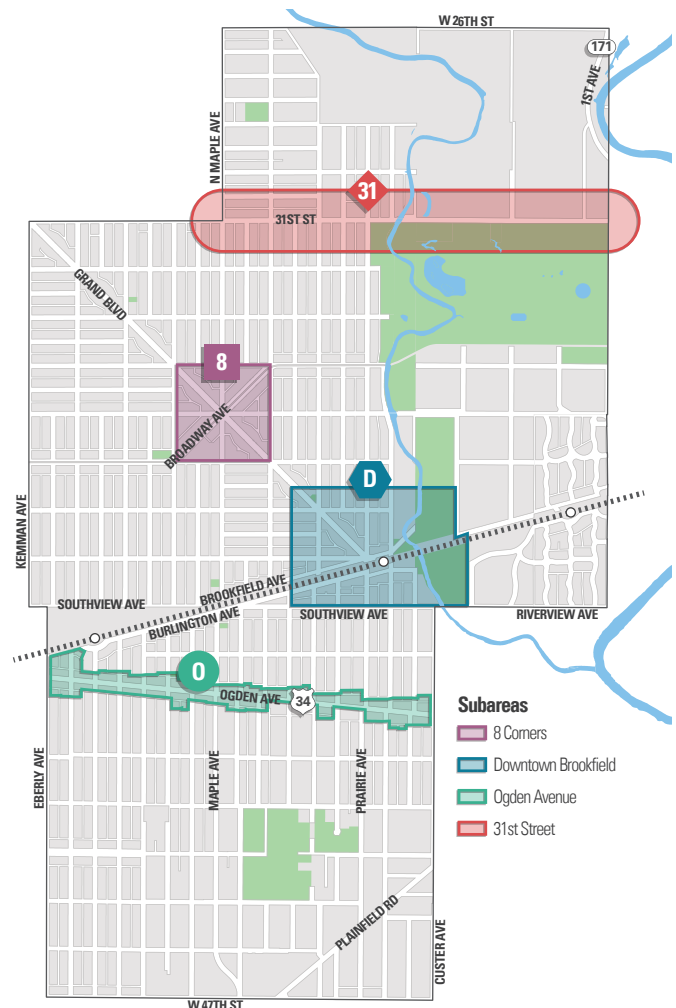 W 26TH ST
171
1ST AVE
N MAPLE AVE
31
31ST ST
GRAND BLVD
8
BROADWAY AVE
D
KEMMAN AVE
BROOKFIELD AVE
SOUTHVIEW AVE
BURLINGTON AVE
SOUTHVIEW AVE
RIVERVIEW AVE
O
OGDEN AVE
34
Subareas
8 Corners
Downtown Brookfield
Ogden Avenue
31st Street
EBERLY AVE
MAPLE AVE
PRAIRIE AVE
PLAINFIELD RD
CUSTER AVE
W 47TH ST